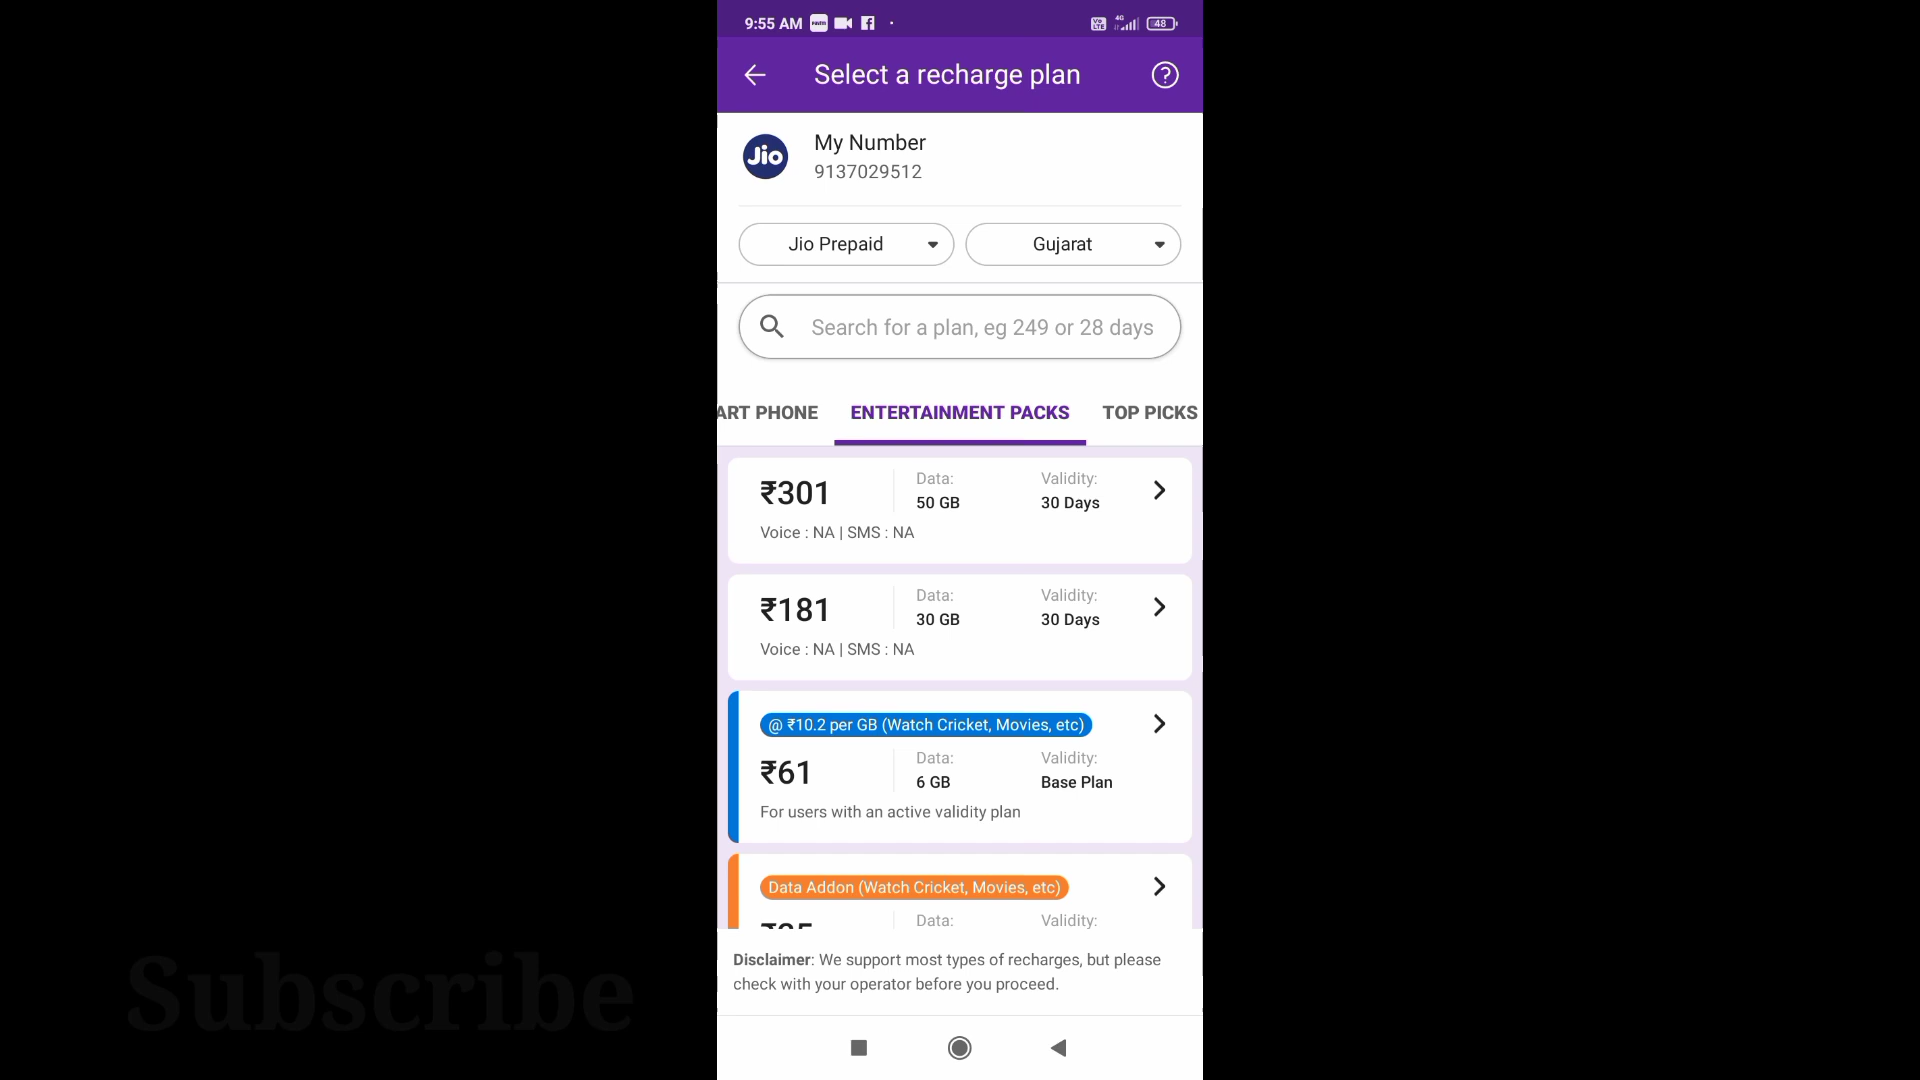 9:55 AM
48
Select a recharge plan
Jio
My Number
9137029512
Jio Prepaid
Gujarat
Search for a plan, eg 249 or 28 days
ART PHONE
ENTERTAINMENT PACKS
TOP PICKS
₹301
Data:
50 GB
Validity:
30 Days
Voice : NA | SMS : NA
₹181
Data:
30 GB
Validity:
30 Days
Voice : NA | SMS : NA
@ ₹10.2 per GB (Watch Cricket, Movies, etc)
₹61
Data:
6 GB
Validity:
Base Plan
For users with an active validity plan
Data Addon (Watch Cricket, Movies, etc)
Data:
Validity:
Disclaimer: We support most types of recharges, but please
check with your operator before you proceed.
Subscribe